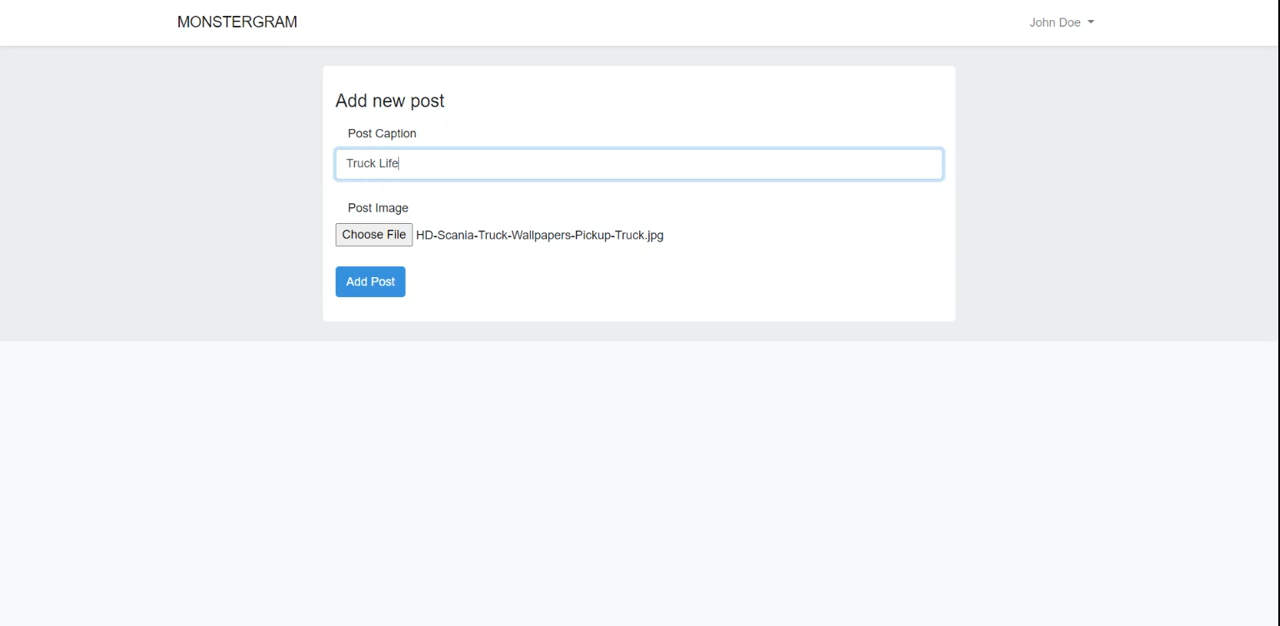 MONSTERGRAM
John Doe
Add new post
Post Caption
Truck Life
Post Image
Choose File HD-Scania-Truck-Wallpapers-Pickup-Truck.jpg
Add Post